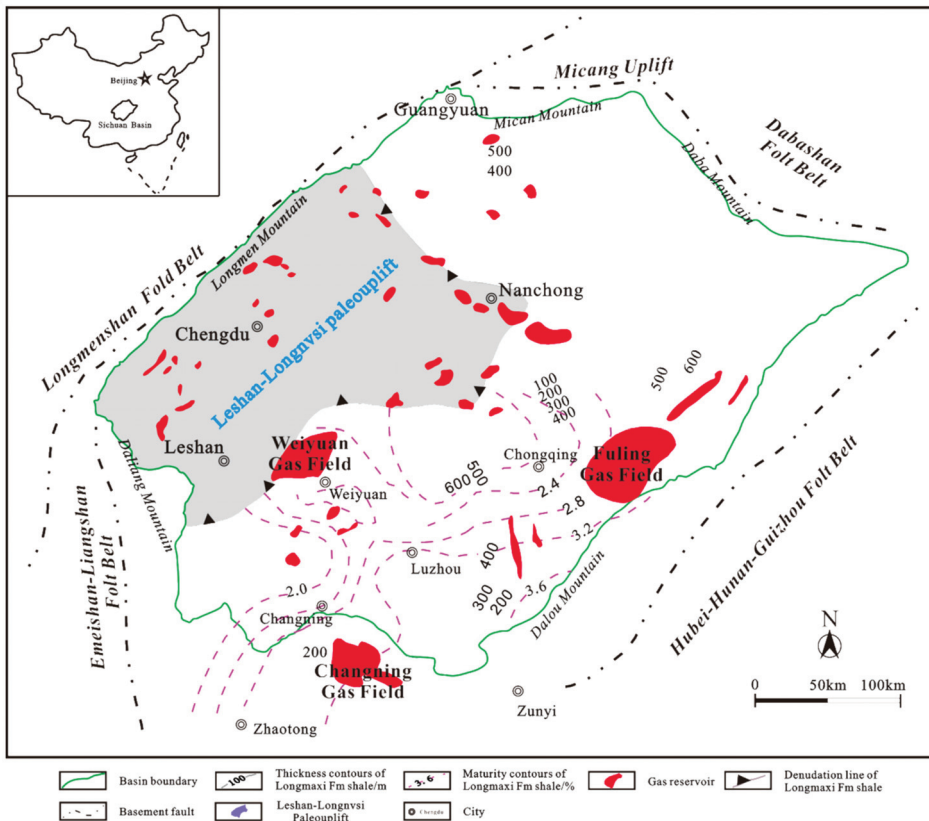 Beijing
Sichuan Basin
Micang Uplift
Guangyuan
Mican Mountain
500
400
Dabashan
Folt Belt
Daba Mountain
Longmenshan Fold Belt
Longmen Mountain
Leshan-Longnvsi paleouplift
Nanchong
Chengdu
100
200
300
400
500
600
Leshan
Weiyuan
Gas Field
Chongqing
Fuling
Gas Field
500
600
2.4
Weiyuan
2.8
3.2
Daliang Mountain
Emeishan-Liangshan
Folt Belt
Luzhou
400
300
200
3.6
2.0
Changning
Dalou Mountain
Hubei-Hunan-Guizhou Folt Belt
200
Changning
Gas Field
Zhaotong
Zunyi
N
0 50km 100km
Basin boundary
100
Thickness contours of
Longmaxi Fm shale/m
3.6
Maturity contours of
Longmaxi Fm shale/%
Gas reservoir
Denudation line of
Longmaxi Fm shale
Basement fault
Leshan-Longnvsi
Paleouplift
Chengdu
City